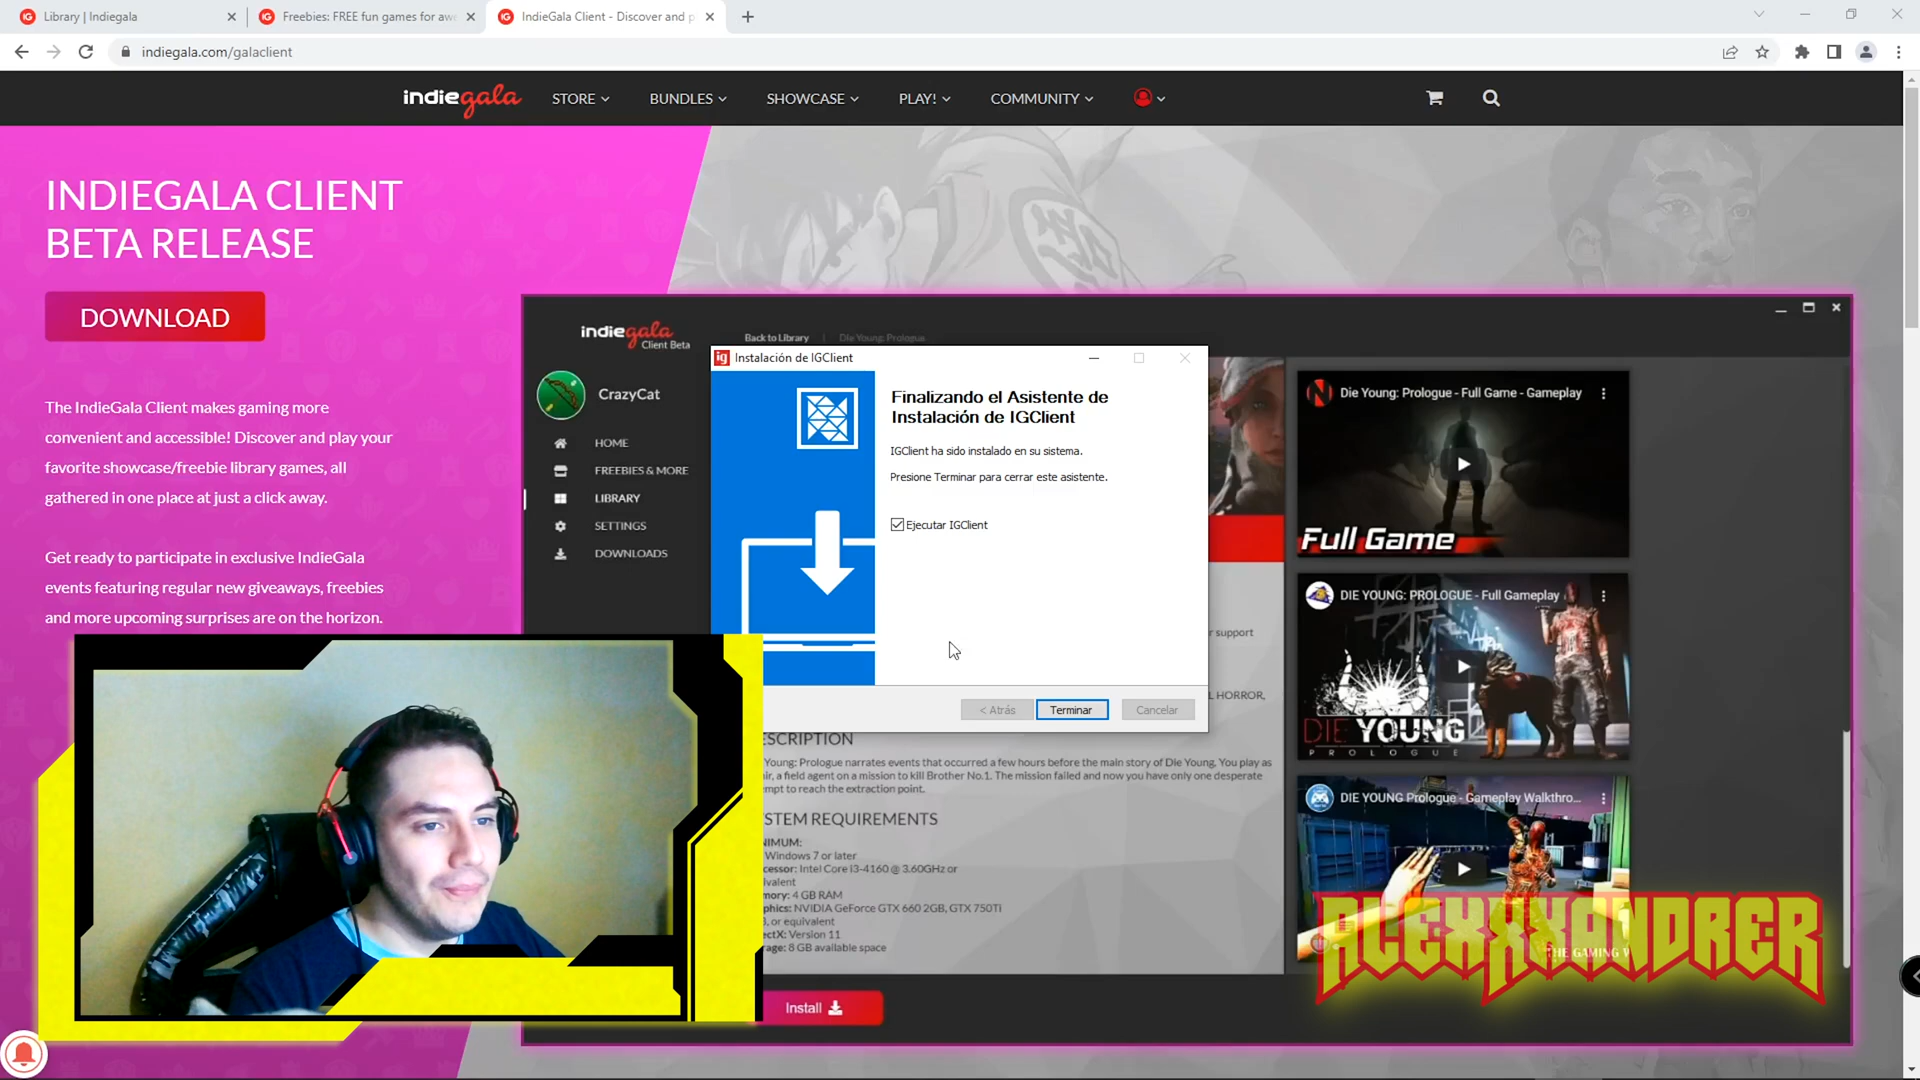 Library | Indiegala
Freebies: FREE fun games for awe
IndieGala Client - Discover and p
indiegala.com/galaclient
indiegala
STORE
BUNDLES
SHOWCASE
PLAY!
COMMUNITY
INDIEGALA CLIENT
BETA RELEASE
DOWNLOAD
The IndieGala Client makes gaming more
convenient and accessible! Discover and play your
favorite showcase/freebie library games, all
gathered in one place at just a click away.
Get ready to participate in exclusive IndieGala
events featuring regular new giveaways, freebies
and more upcoming surprises are on the horizon.
indiegala
Client Beta
Back to Library
Die Young: Prologue
CrazyCat
HOME
FREEBIES & MORE
LIBRARY
SETTINGS
DOWNLOADS
ig Instalación de IGClient
Finalizando el Asistente de
Instalación de IGClient
IGClient ha sido instalado en su sistema.
Presione Terminar para cerrar este asistente.
Ejecutar IGClient
< Atrás
Terminar
Cancelar
r support
HORROR,
ESCRIPTION
Young: Prologue narrates events that occurred a few hours before the main story of Die Young. You play as
ir, a field agent on a mission to kill Brother No.1. The mission failed and now you have only one desperate
empt to reach the extraction point.
STEM REQUIREMENTS
NIMUM:
Windows 7 or later
cessor: Intel Core I3-4160 @ 3.60GHz or
ivalent
mory: 4 GB RAM
phics: NVIDIA GeForce GTX 660 2GB, GTX 750Ti
or equivalent
ectX: Version 11
rage: 8 GB available space
Install
Die Young: Prologue - Full Game - Gameplay
Full Game
DIE YOUNG: PROLOGUE - Full Gameplay
DIE YOUNG
PROLOGUE
DIE YOUNG Prologue - Gameplay Walkthro...
THE GAMING W
ALEXXXANDRER